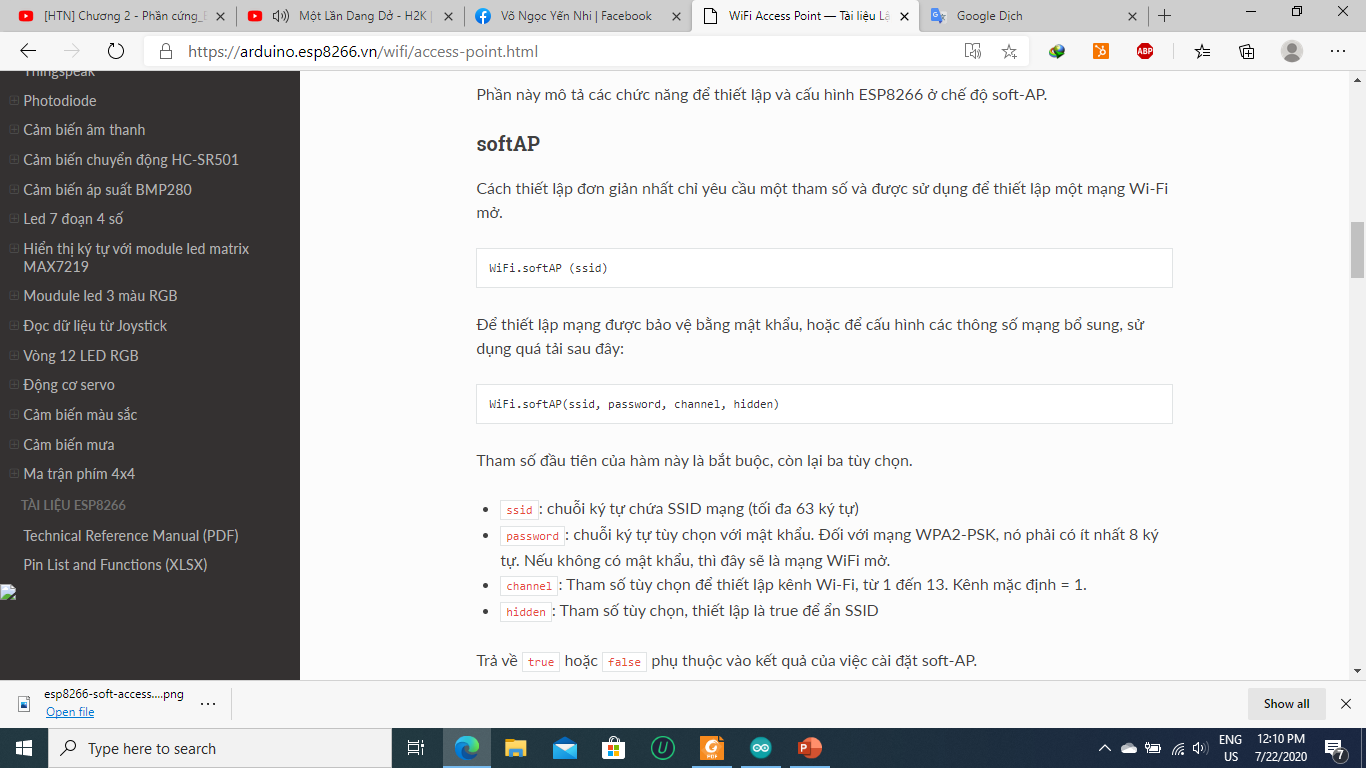 [HTN] Chương 2 - Phần cứng_
Một Lần Dang Dở - H2K |
Võ Ngọc Yến Nhi | Facebook
WiFi Access Point — Tài liệu Lậ
Google Dịch
https://arduino.esp8266.vn/wifi/access-point.html
ABP
Thingspeak
Photodiode
Cảm biến âm thanh
Cảm biến chuyển động HC-SR501
Cảm biến áp suất BMP280
Led 7 đoạn 4 số
Hiển thị ký tự với module led matrix
MAX7219
Moudule led 3 màu RGB
Đọc dữ liệu từ Joystick
Vòng 12 LED RGB
Động cơ servo
Cảm biến màu sắc
Cảm biến mưa
Ma trận phím 4x4
TÀI LIỆU ESP8266
Technical Reference Manual (PDF)
Pin List and Functions (XLSX)
Phần này mô tả các chức năng để thiết lập và cấu hình ESP8266 ở chế độ soft-AP.
softAP
Cách thiết lập đơn giản nhất chỉ yêu cầu một tham số và được sử dụng để thiết lập một mạng Wi-Fi
mở.
WiFi.softAP (ssid)
Để thiết lập mạng được bảo vệ bằng mật khẩu, hoặc để cấu hình các thông số mạng bổ sung, sử
dụng quá tải sau đây:
WiFi.softAP(ssid, password, channel, hidden)
Tham số đầu tiên của hàm này là bắt buộc, còn lại ba tùy chọn.
ssid: chuỗi ký tự chứa SSID mạng (tối đa 63 ký tự)
password: chuỗi ký tự tùy chọn với mật khẩu. Đối với mạng WPA2-PSK, nó phải có ít nhất 8 ký
tự. Nếu không có mật khẩu, thì đây sẽ là mạng WiFi mở.
channel: Tham số tùy chọn để thiết lập kênh Wi-Fi, từ 1 đến 13. Kênh mặc định = 1.
hidden: Tham số tùy chọn, thiết lập là true để ẩn SSID
Trả về true hoặc false phụ thuộc vào kết quả của việc cài đặt soft-AP.
esp8266-soft-access....png
Open file
Show all
Type here to search
ENG
US
12:10 PM
7/22/2020
7